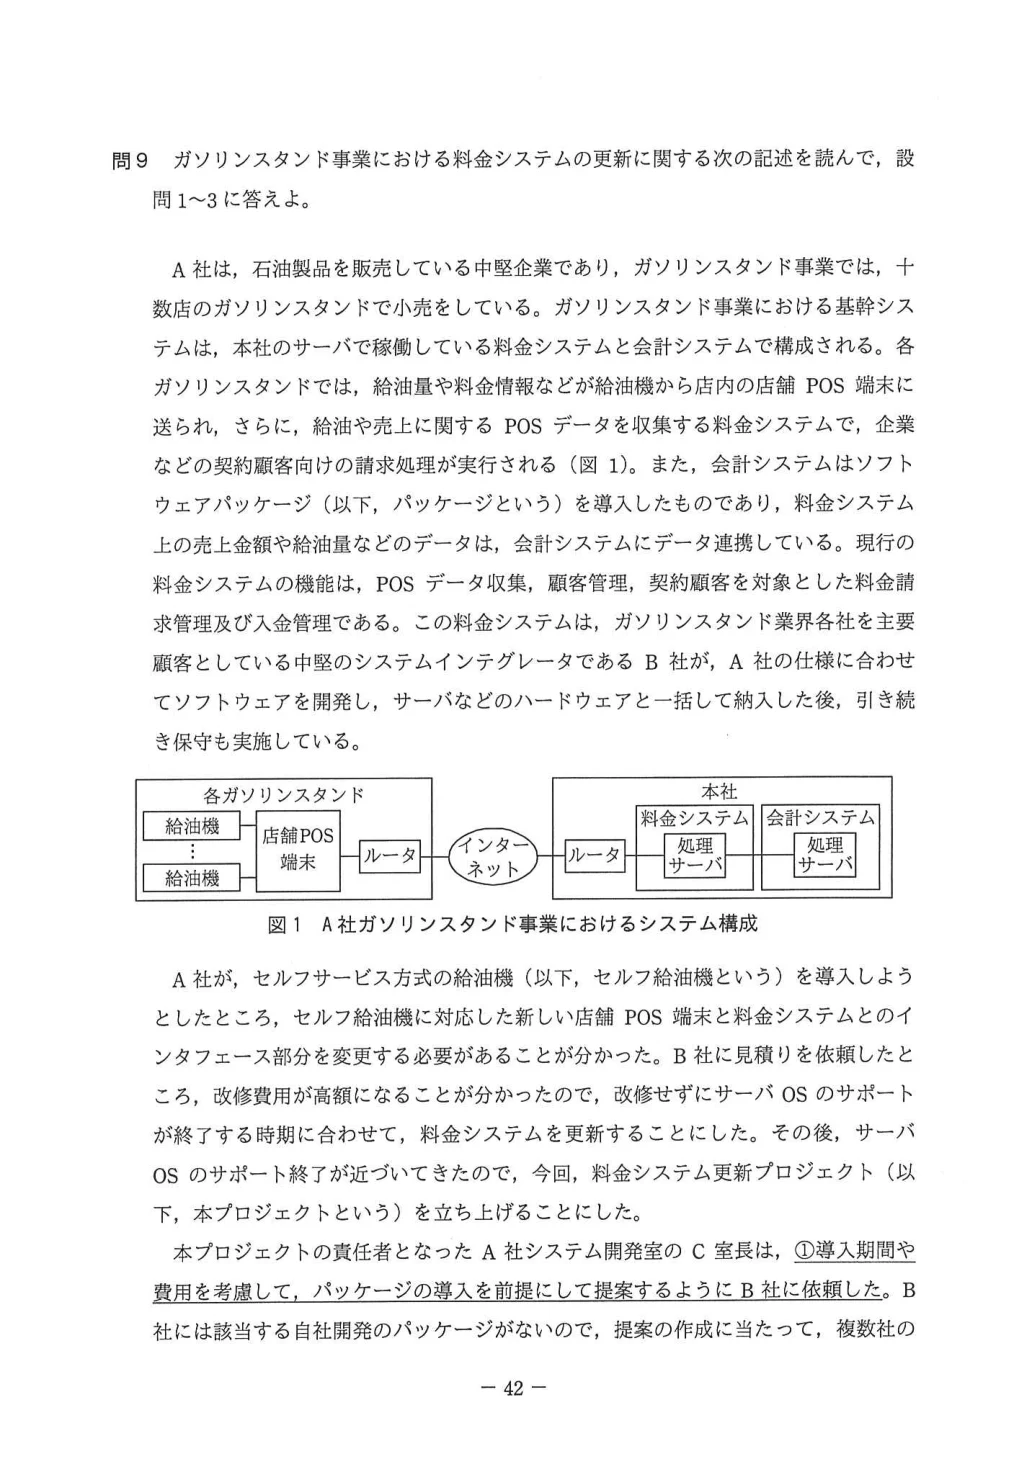 問9　ガソリンスタンド事業における料金システムの更新に関する次の記述を読んで，設
問1～3に答えよ。
A社は，石油製品を販売している中堅企業であり，ガソリンスタンド事業では，十
数店のガソリンスタンドで小売をしている。ガソリンスタンド事業における基幹シス
テムは，本社のサーバで稼働している料金システムと会計システムで構成される。各
ガソリンスタンドでは，給油量や料金情報などが給油機から店内の店舗 POS 端末に
送られ，さらに，給油や売上に関する POS データを収集する料金システムで，企業
などの契約顧客向けの請求処理が実行される（図 1）。また，会計システムはソフト
ウェアパッケージ（以下，パッケージという）を導入したものであり，料金システム
上の売上金額や給油量などのデータは，会計システムにデータ連携している。現行の
料金システムの機能は，POS データ収集，顧客管理，契約顧客を対象とした料金請
求管理及び入金管理である。この料金システムは，ガソリンスタンド業界各社を主要
顧客としている中堅のシステムインテグレータである B 社が，A 社の仕様に合わせ
てソフトウェアを開発し，サーバなどのハードウェアと一括して納入した後，引き続
き保守も実施している。
各ガソリンスタンド
給油機
⋮
給油機
店舗POS
端末
ルータ
インター
ネット
本社
ルータ
料金システム
処理
サーバ
会計システム
処理
サーバ
図1　A社ガソリンスタンド事業におけるシステム構成
A 社が，セルフサービス方式の給油機（以下，セルフ給油機という）を導入しよう
としたところ，セルフ給油機に対応した新しい店舗 POS 端末と料金システムとのイ
ンタフェース部分を変更する必要があることが分かった。B 社に見積りを依頼したと
ころ，改修費用が高額になることが分かったので，改修せずにサーバ OS のサポート
が終了する時期に合わせて，料金システムを更新することにした。その後，サーバ
OS のサポート終了が近づいてきたので，今回，料金システム更新プロジェクト（以
下，本プロジェクトという）を立ち上げることにした。
本プロジェクトの責任者となった A 社システム開発室の C 室長は，①導入期間や
費用を考慮して，パッケージの導入を前提にして提案するように B 社に依頼した。B
社には該当する自社開発のパッケージがないので，提案の作成に当たって，複数社の
－ 42 －